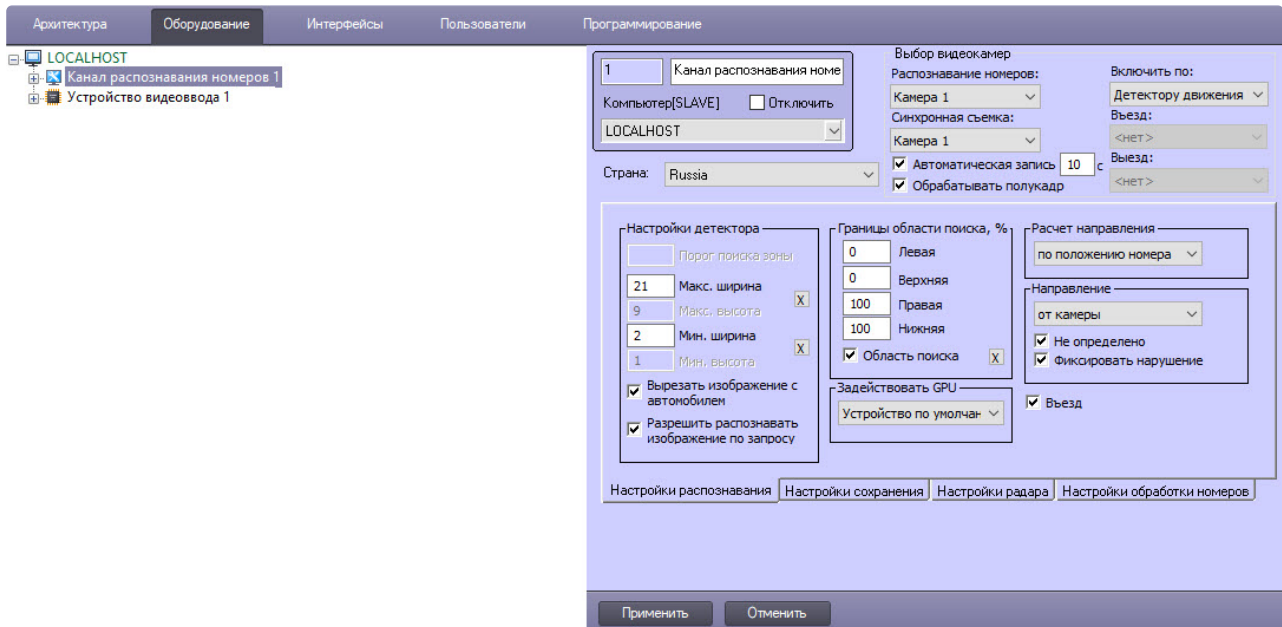 Архитектура Оборудование Интерфейсы Пользователи Программирование
LOCALHOST
Канал распознавания номеров 1
Устройство видеоввода 1
1 Канал распознавания номе
Компьютер[SLAVE] Отключить
LOCALHOST
Страна: Russia
Выбор видеокамер
Распознавание номеров:
Камера 1
Синхронная съемка:
Камера 1
Автоматическая запись 10 с
Обрабатывать полукадр
Включить по:
Детектору движения
Въезд:
<нет>
Выезд:
<нет>
Настройки детектора
Порог поиска зоны
21 Макс. ширина
X
9 Макс. высота
2 Мин. ширина
X
1 Мин. высота
Вырезать изображение с
автомобилем
Разрешить распознавать
изображение по запросу
Границы области поиска, %
0 Левая
0 Верхняя
100 Правая
100 Нижняя
Область поиска X
Задействовать GPU
Устройство по умолчан
Расчет направления
по положению номера
Направление
от камеры
Не определено
Фиксировать нарушение
Въезд
Настройки распознавания Настройки сохранения Настройки радара Настройки обработки номеров
Применить Отменить